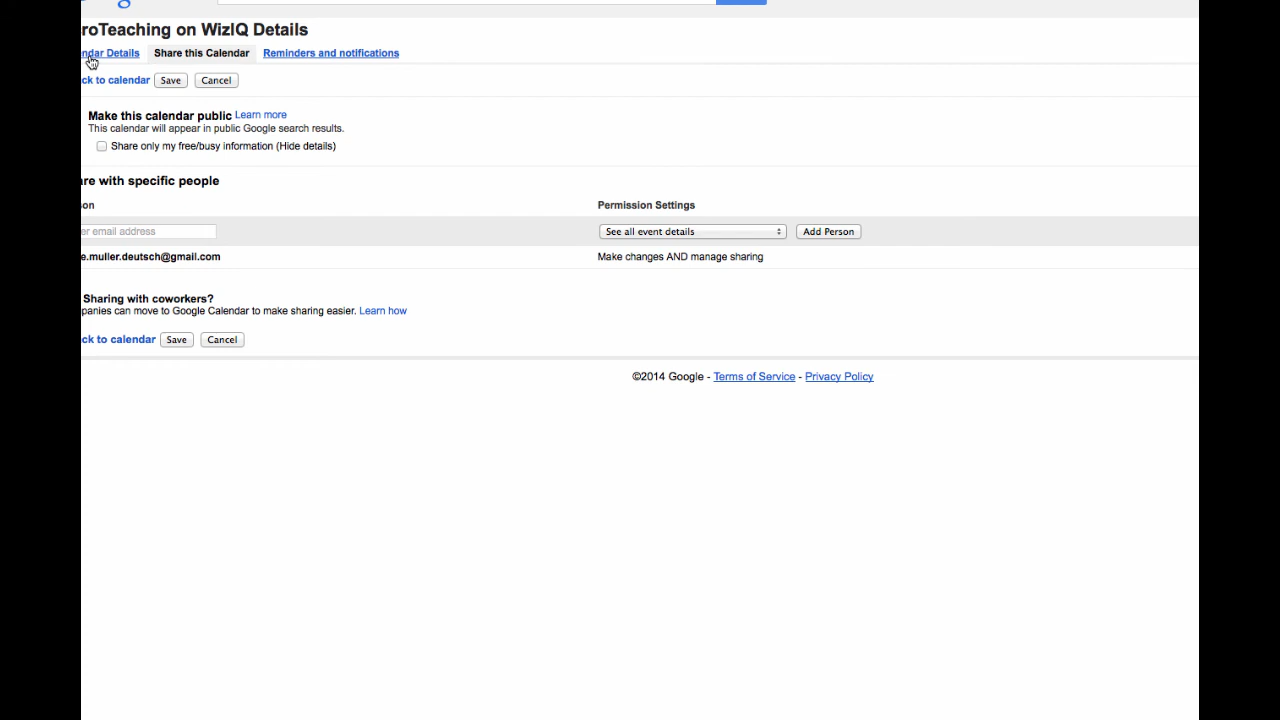 roTeaching on WizIQ Details
ndar Details Share this Calendar Reminders and notifications
ck to calendar Save Cancel
Make this calendar public Learn more
This calendar will appear in public Google search results.
Share only my free/busy information (Hide details)
re with specific people
on Permission Settings
er email address See all event details Add Person
e.muller.deutsch@gmail.com Make changes AND manage sharing
Sharing with coworkers?
panies can move to Google Calendar to make sharing easier. Learn how
ck to calendar Save Cancel
©2014 Google - Terms of Service - Privacy Policy